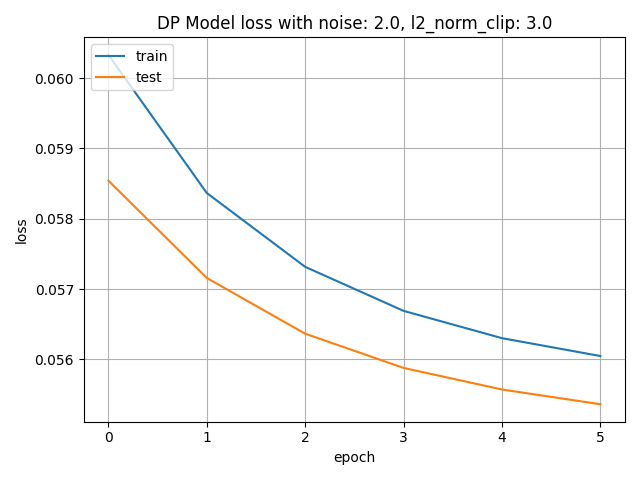 DP Model loss with noise: 2.0, l2_norm_clip: 3.0
train
test
0.060
0.059
0.058
0.057
0.056
loss
0 1 2 3 4 5
epoch